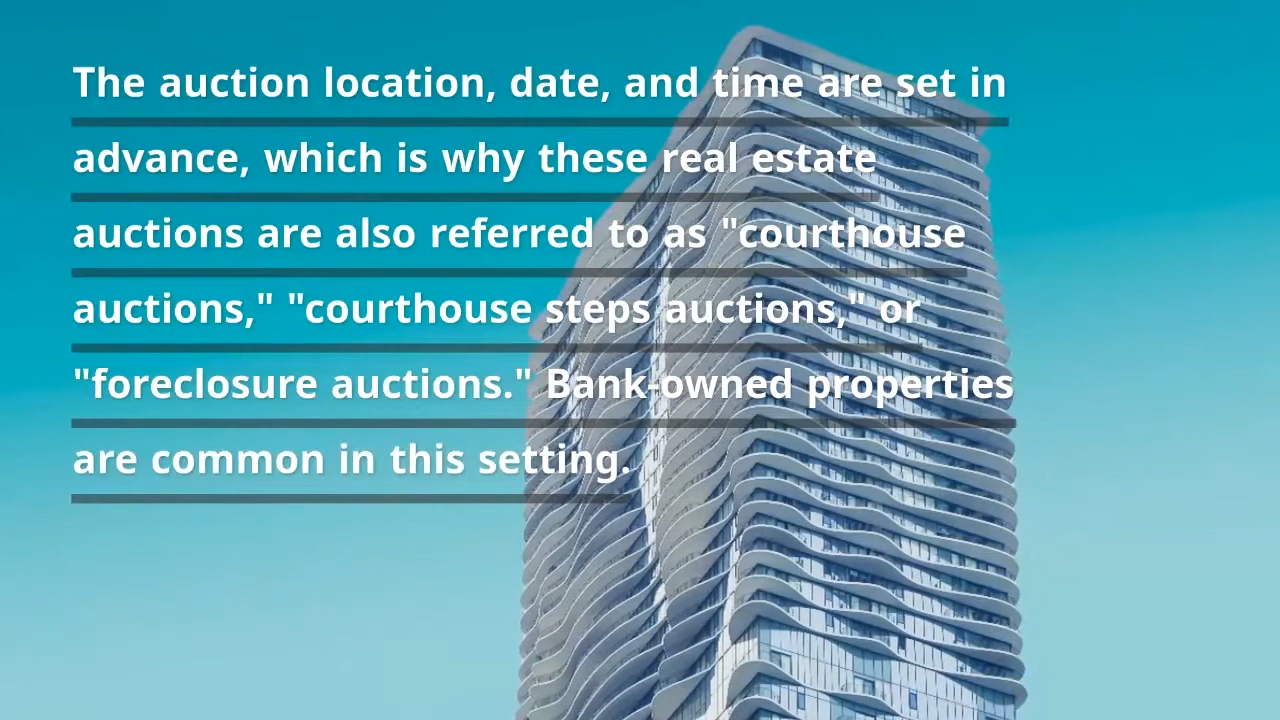 The auction location, date, and time are set in
advance, which is why these real estate
auctions are also referred to as "courthouse
auctions," "courthouse steps auctions," or
"foreclosure auctions." Bank-owned properties
are common in this setting.